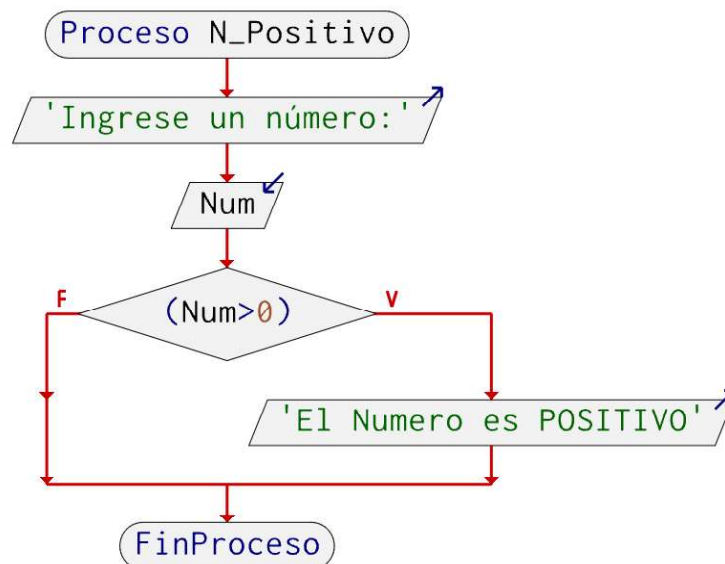 Proceso N_Positivo
'Ingrese un número:'
Num
F
(Num>0)
V
'El Numero es POSITIVO'
FinProceso